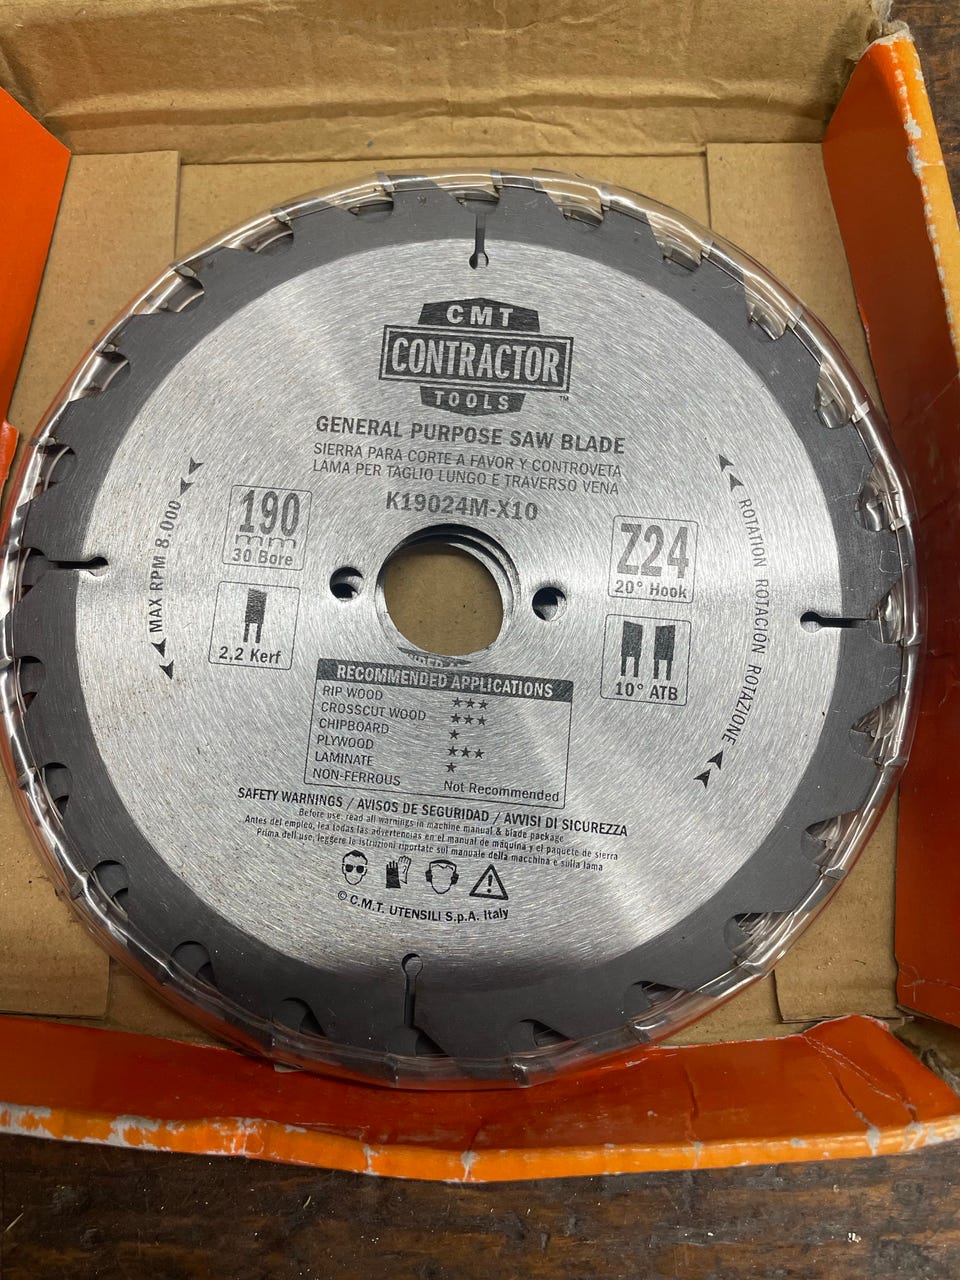 CMT
CONTRACTOR
TOOLS
™
GENERAL PURPOSE SAW BLADE
SIERRA PARA CORTE A FAVOR Y CONTROVETA
LAMA PER TAGLIO LUNGO E TRAVERSO VENA
K19024M-X10
190
mm
30 Bore
2,2 Kerf
MAX RPM 8.000
Z24
20° Hook
10° ATB
ROTATION ROTACIÓN ROTAZIONE
RECOMMENDED APPLICATIONS
RIP WOOD ★★★
CROSSCUT WOOD ★★★
CHIPBOARD ★
PLYWOOD ★★★
LAMINATE ★
NON-FERROUS Not Recommended
SAFETY WARNINGS / AVISOS DE SEGURIDAD / AVVISI DI SICUREZZA
Before use, read all warnings in machine manual & blade package
Antes del empleo, lea todas las advertencias en el manual de máquina y el paquete de sierra
Prima dell uso, leggere le istruzioni riportate sul manuale della macchina e sulla lama
© C.M.T. UTENSILI S.p.A. Italy